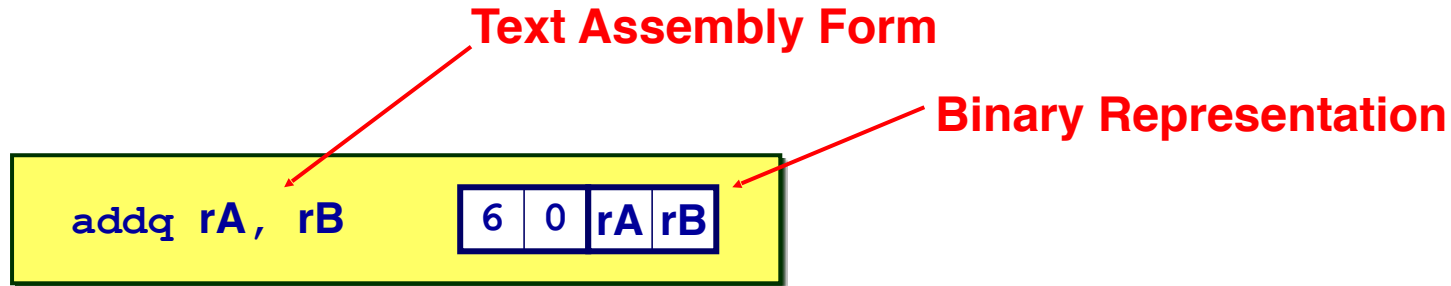 Text Assembly Form
Binary Representation
addq rA, rB 6 0 rA rB